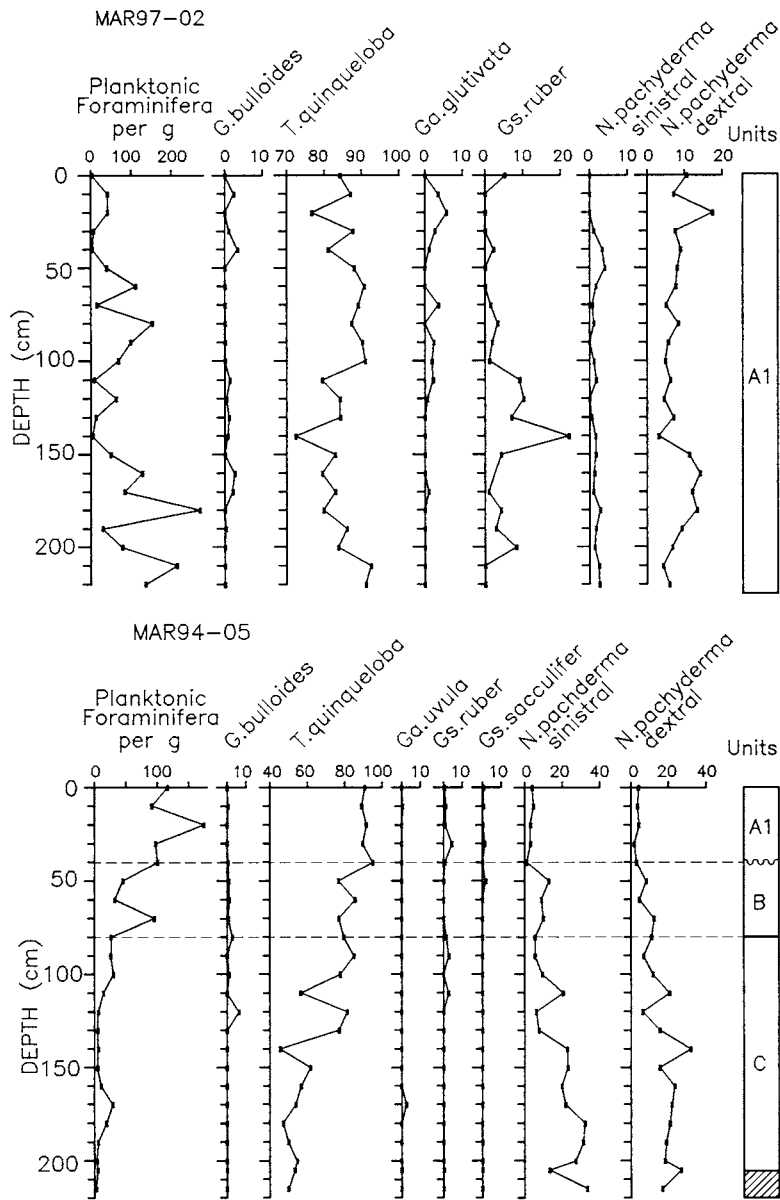 MAR97-02
Planktonic
Foraminifera
per g
G.bulloides
T.quinqueloba
Ga.glutivata
Gs.ruber
N.pachyderma
sinistral
N.pachyderma
dextral
Units
0 100 200
0 10
70 80 90 100
0 10
0 10 20
0 10
0 10 20
DEPTH (cm)
0
50
100
150
200
A1
MAR94-05
Planktonic
Foraminifera
per g
G.bulloides
T.quinqueloba
Ga.uvula
Gs.ruber
Gs.sacculifer
N.pachderma
sinistral
N.pachyderma
dextral
Units
0 100
10
40 60 80 100
10
10
10
0 20 40
0 20 40
DEPTH (cm)
0
50
100
150
200
A1
B
C